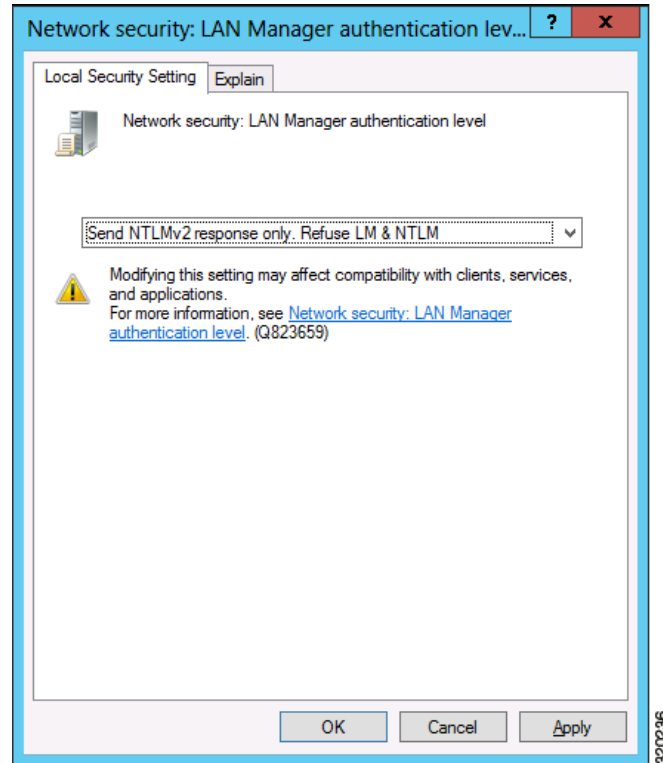 Network security: LAN Manager authentication lev...
?
x
Local Security Setting
Explain
Network security: LAN Manager authentication level
Send NTLMv2 response only. Refuse LM & NTLM
Modifying this setting may affect compatibility with clients, services,
and applications.
For more information, see Network security: LAN Manager
authentication level. (Q823659)
OK
Cancel
Apply